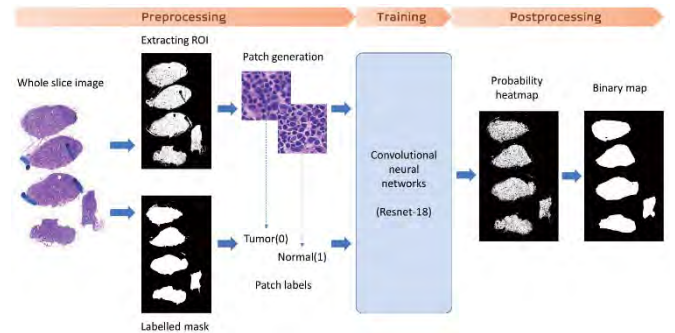 Preprocessing
Training
Postprocessing
Extracting ROI
Patch generation
Whole slice image
Probability
heatmap
Binary map
Convolutional
neural
networks
(Resnet-18)
Tumor(0)
Normal(1)
Patch labels
Labelled mask